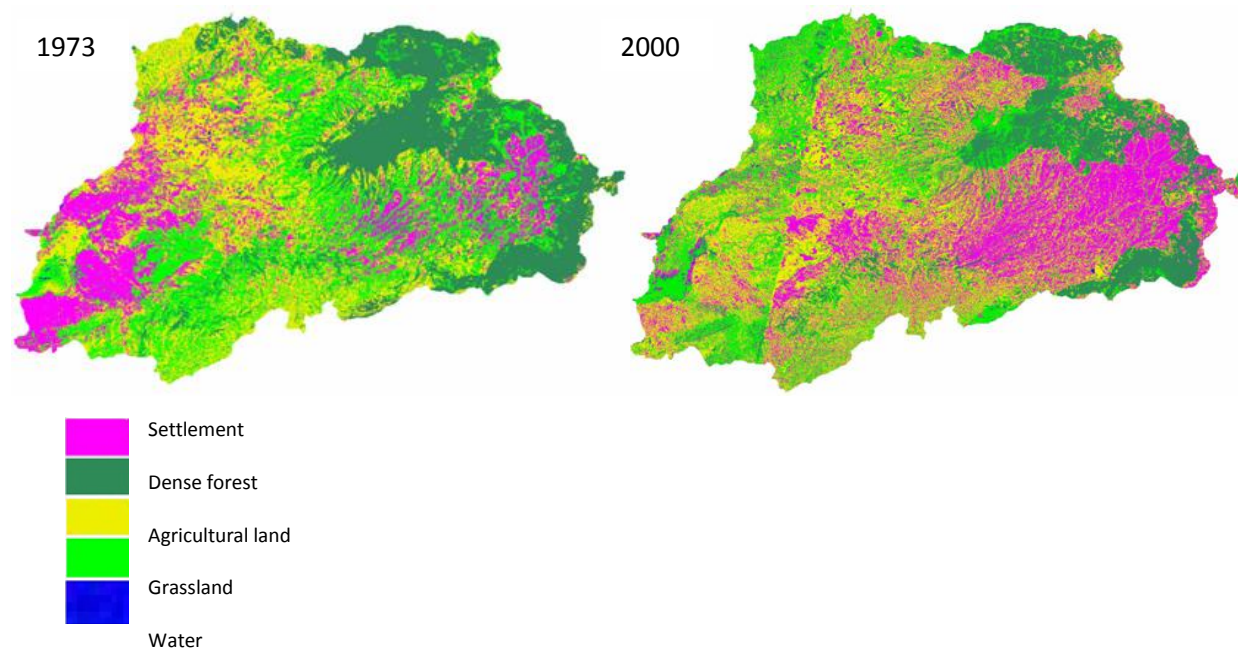 1973
2000
Settlement
Dense forest
Agricultural land
Grassland
Water